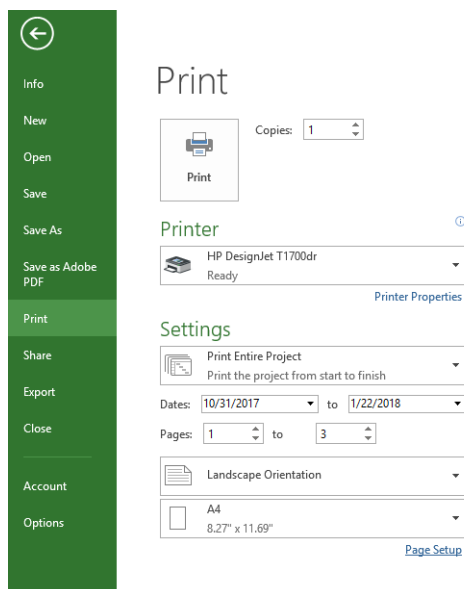 Info
New
Open
Save
Save As
Save as Adobe
PDF
Print
Share
Export
Close
Account
Options
Print
Print
Copies: 1
Printer
HP DesignJet T1700dr
Ready
Printer Properties
Settings
Print Entire Project
Print the project from start to finish
Dates: 10/31/2017 to 1/22/2018
Pages: 1 to 3
Landscape Orientation
A4
8.27" x 11.69"
Page Setup